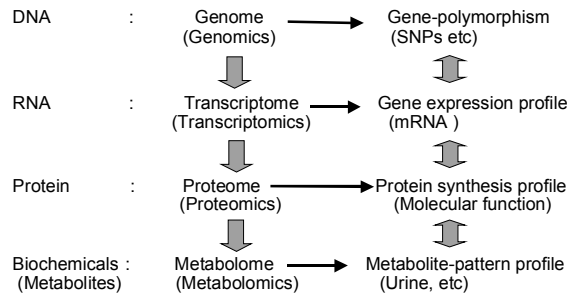 DNA : Genome Gene-polymorphism
(Genomics) (SNPs etc)
RNA : Transcriptome Gene expression profile
(Transcriptomics) (mRNA )
Protein : Proteome Protein synthesis profile
(Proteomics) (Molecular function)
Biochemicals : Metabolome Metabolite-pattern profile
(Metabolites) (Metabolomics) (Urine, etc)